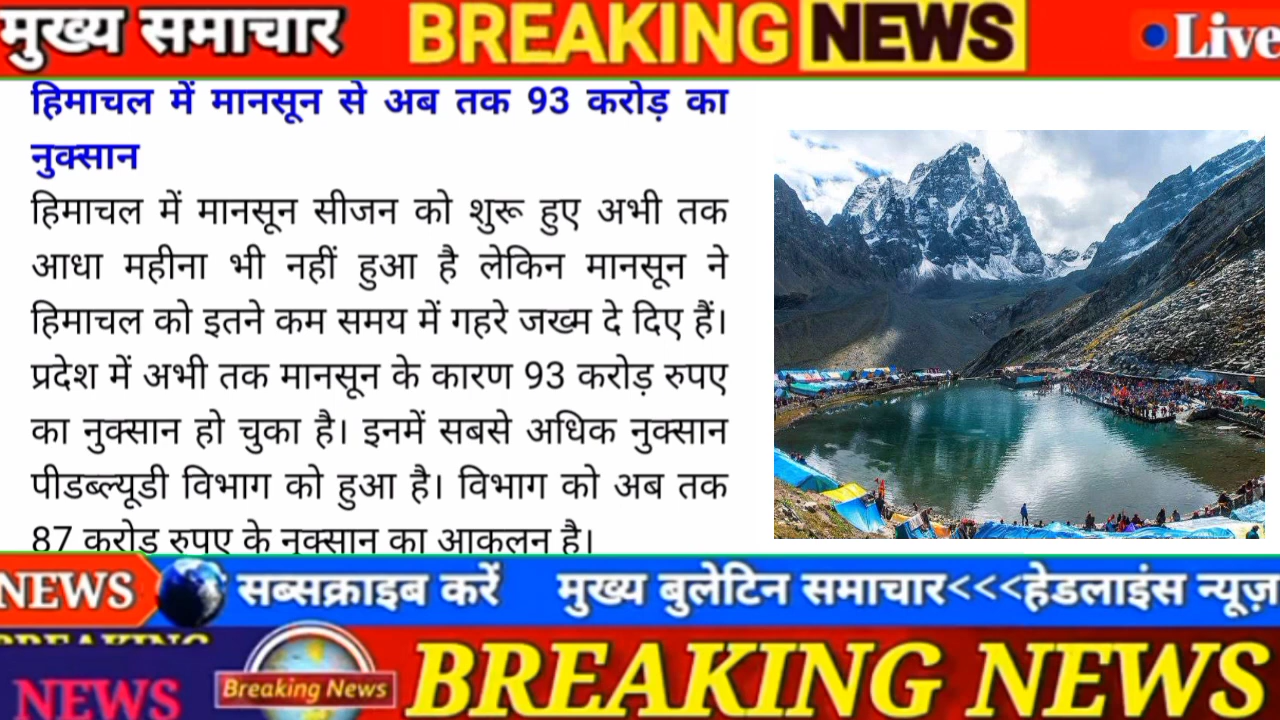 मुख्य समाचार BREAKING NEWS Live
हिमाचल में मानसून से अब तक 93 करोड़ का
नुक्सान
हिमाचल में मानसून सीजन को शुरू हुए अभी तक
आधा महीना भी नहीं हुआ है लेकिन मानसून ने
हिमाचल को इतने कम समय में गहरे जख्म दे दिए हैं।
प्रदेश में अभी तक मानसून के कारण 93 करोड़ रुपए
का नुक्सान हो चुका है। इनमें सबसे अधिक नुक्सान
पीडब्ल्यूडी विभाग को हुआ है। विभाग को अब तक
87 करोड़ रुपए के नुक्सान का आकलन है।
NEWS सब्सक्राइब करें मुख्य बुलेटिन समाचार<<<हेडलाइंस न्यूज़
BREAKING
NEWS Breaking News BREAKING NEWS